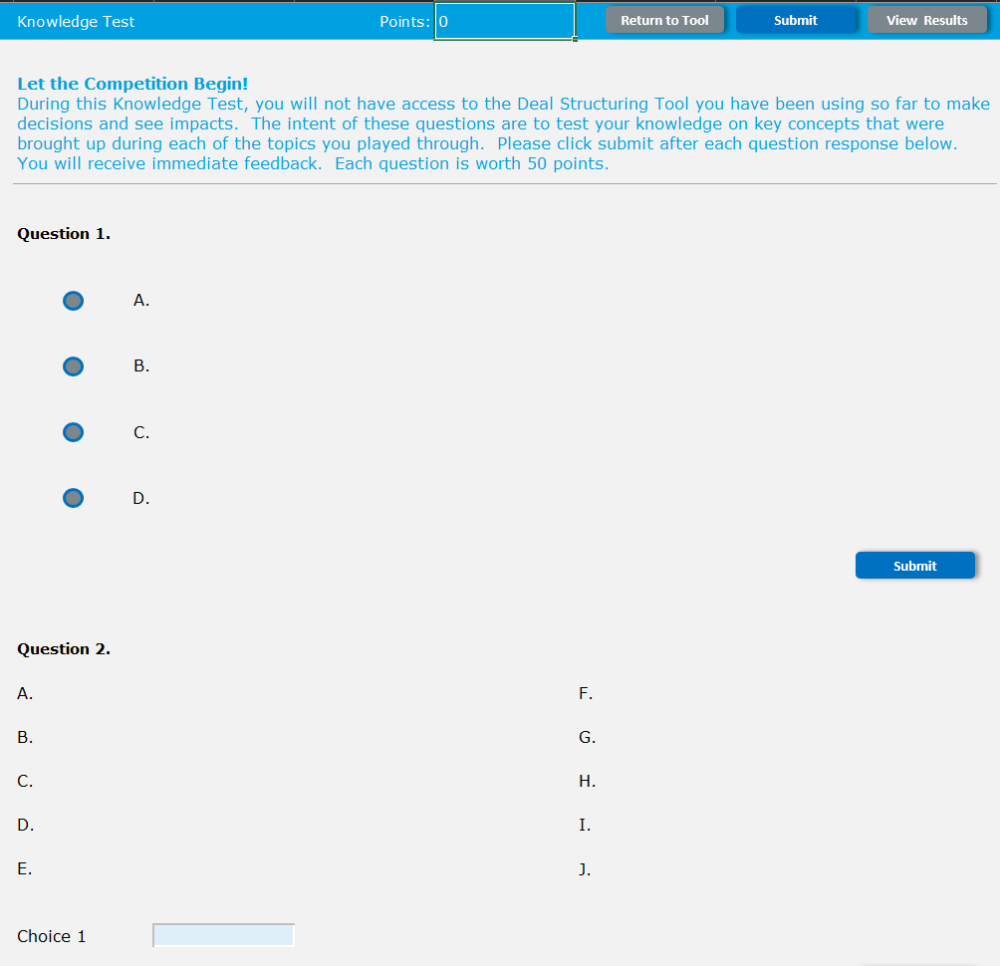 Knowledge Test Points: 0 Return to Tool Submit View Results
Let the Competition Begin!
During this Knowledge Test, you will not have access to the Deal Structuring Tool you have been using so far to make
decisions and see impacts.  The intent of these questions are to test your knowledge on key concepts that were
brought up during each of the topics you played through.  Please click submit after each question response below.
You will receive immediate feedback.  Each question is worth 50 points.
Question 1.
A.
B.
C.
D.
Submit
Question 2.
A. F.
B. G.
C. H.
D. I.
E. J.
Choice 1